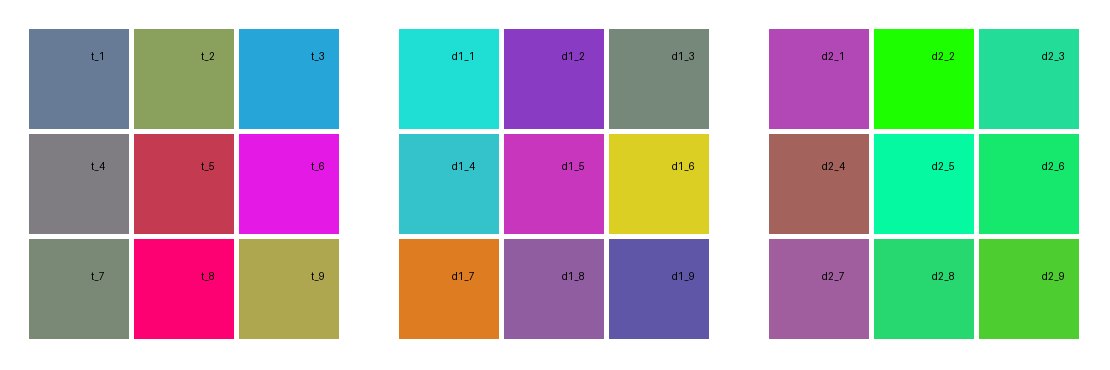 t_1 t_2 t_3 d1_1 d1_2 d1_3 d2_1 d2_2 d2_3
t_4 t_5 t_6 d1_4 d1_5 d1_6 d2_4 d2_5 d2_6
t_7 t_8 t_9 d1_7 d1_8 d1_9 d2_7 d2_8 d2_9